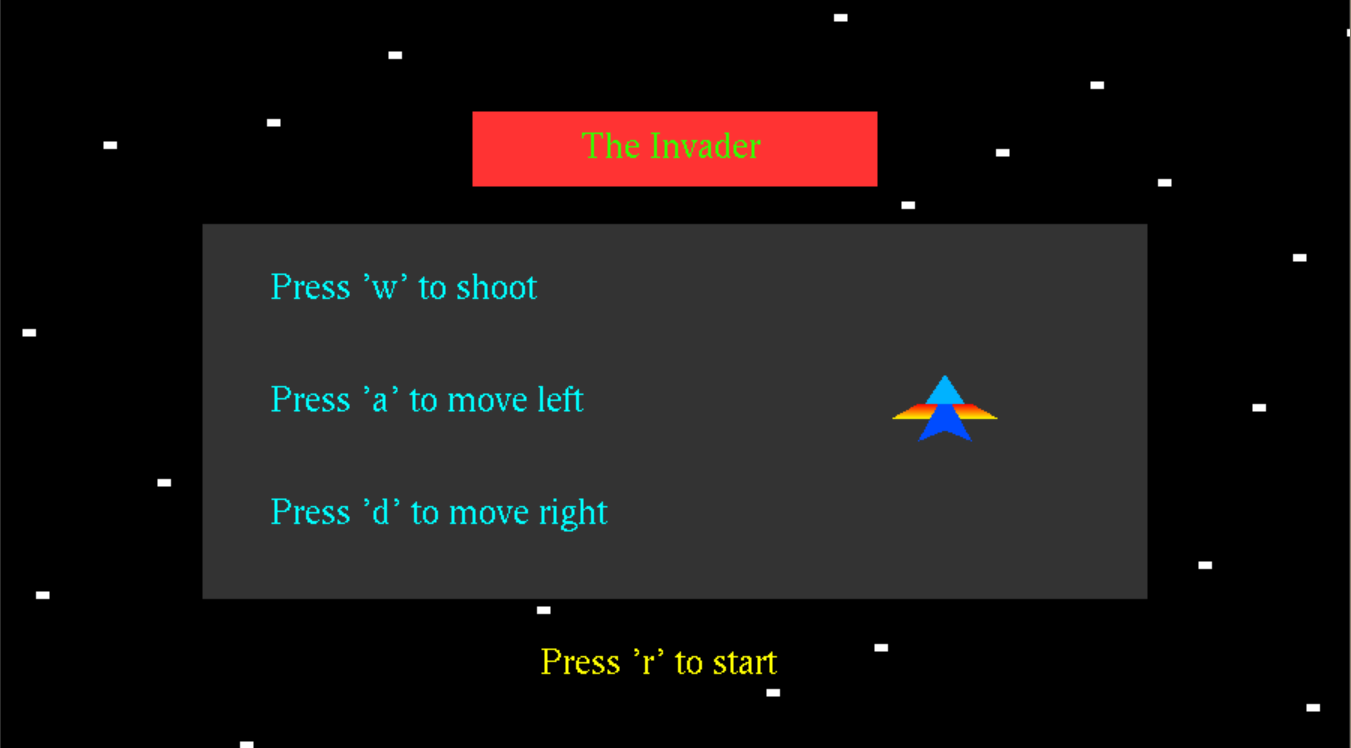 The Invader
Press ’w’ to shoot
Press ’a’ to move left
Press ’d’ to move right
Press ’r’ to start